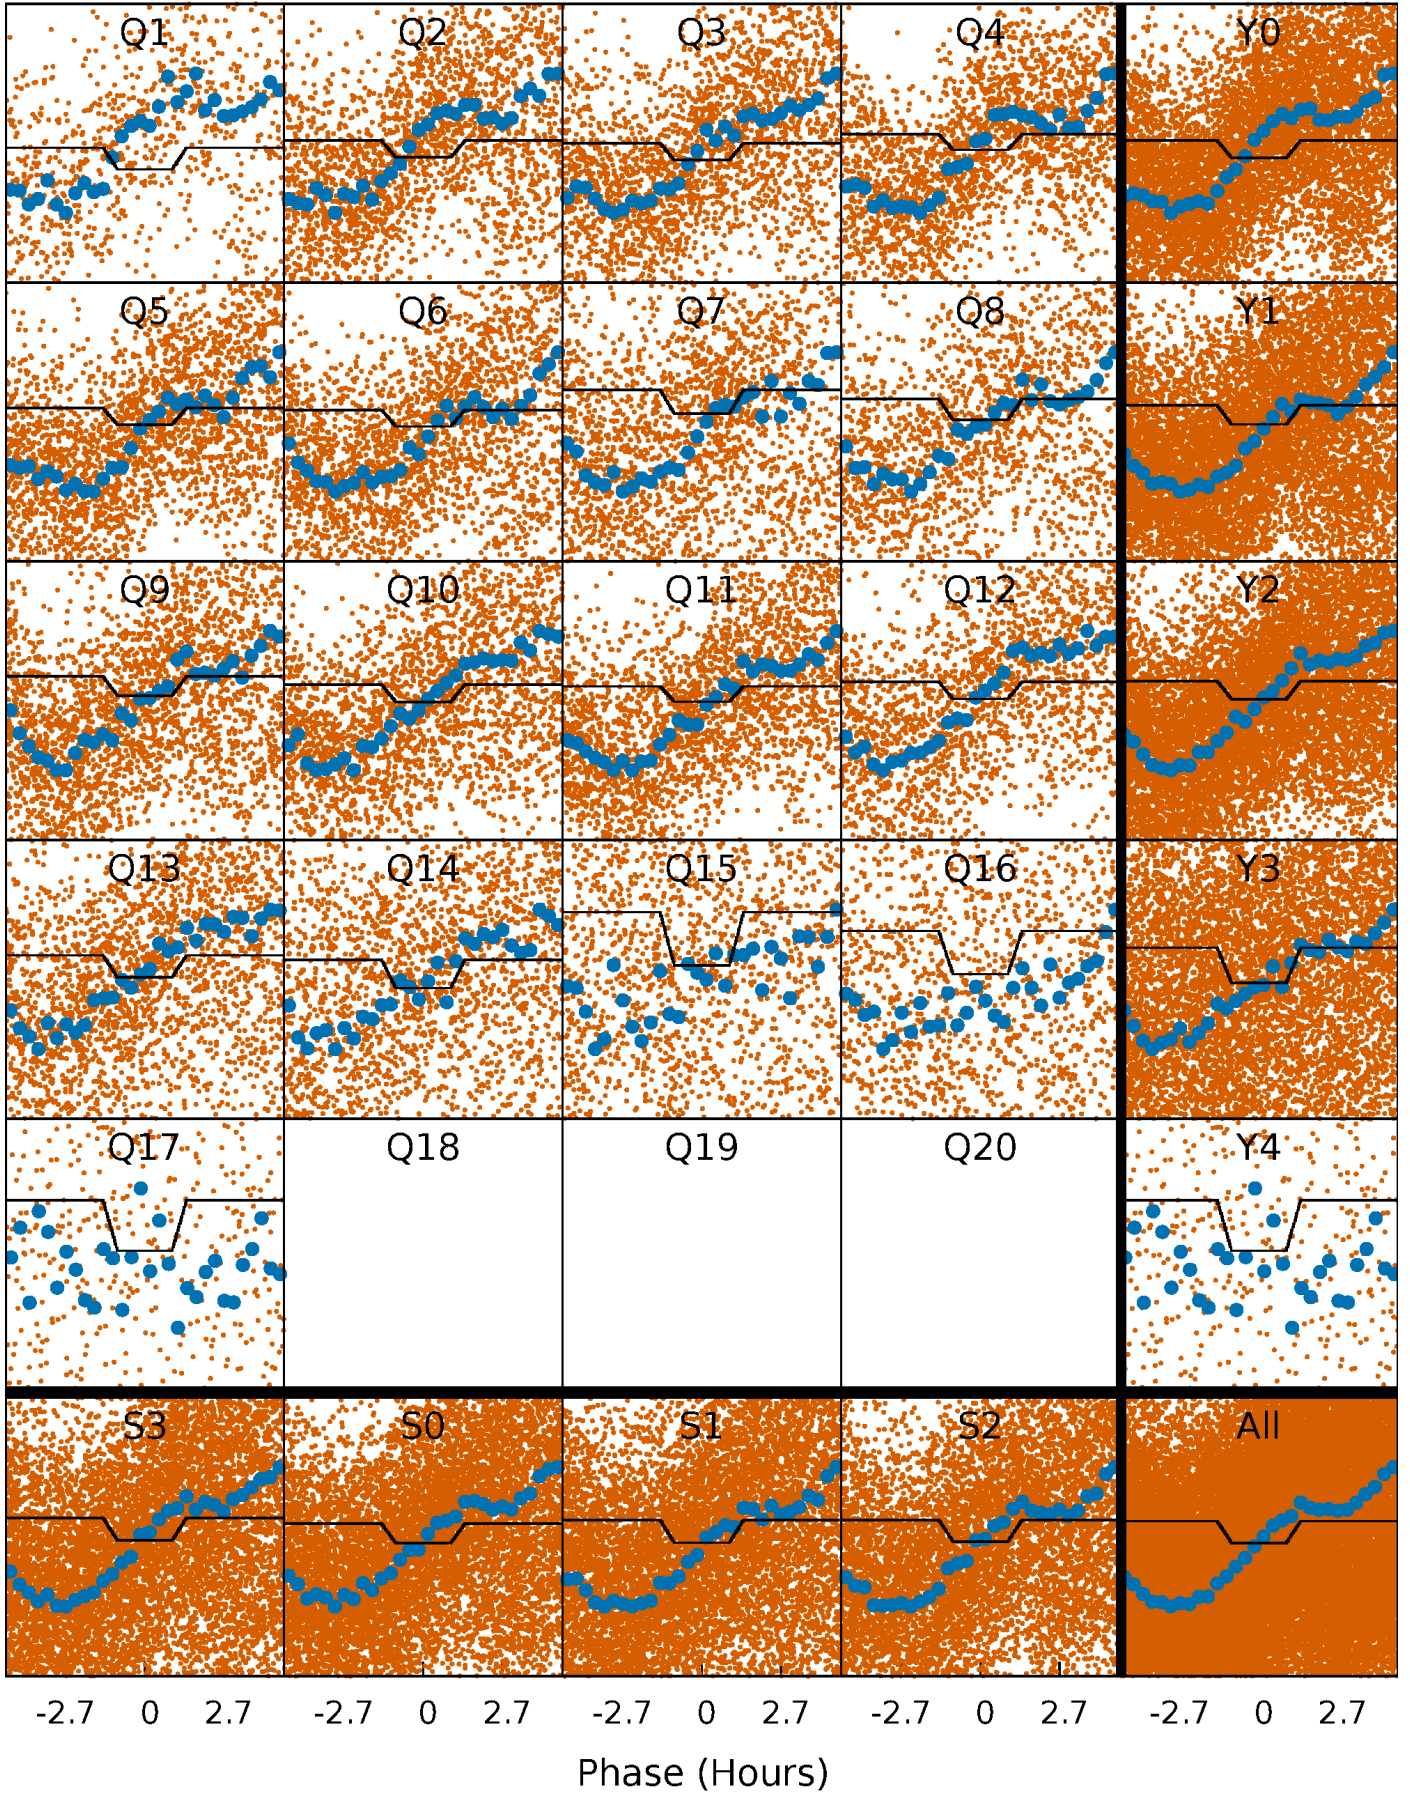 Q1 Q2 Q3 Q4 Y0
Q5 Q6 Q7 Q8 Y1
Q9 Q10 Q11 Q12 Y2
Q13 Q14 Q15 Q16 Y3
Q17 Q18 Q19 Q20 Y4
S3 S0 S1 S2 All
-2.7 0 2.7 -2.7 0 2.7 -2.7 0 2.7 -2.7 0 2.7 -2.7 0 2.7
Phase (Hours)